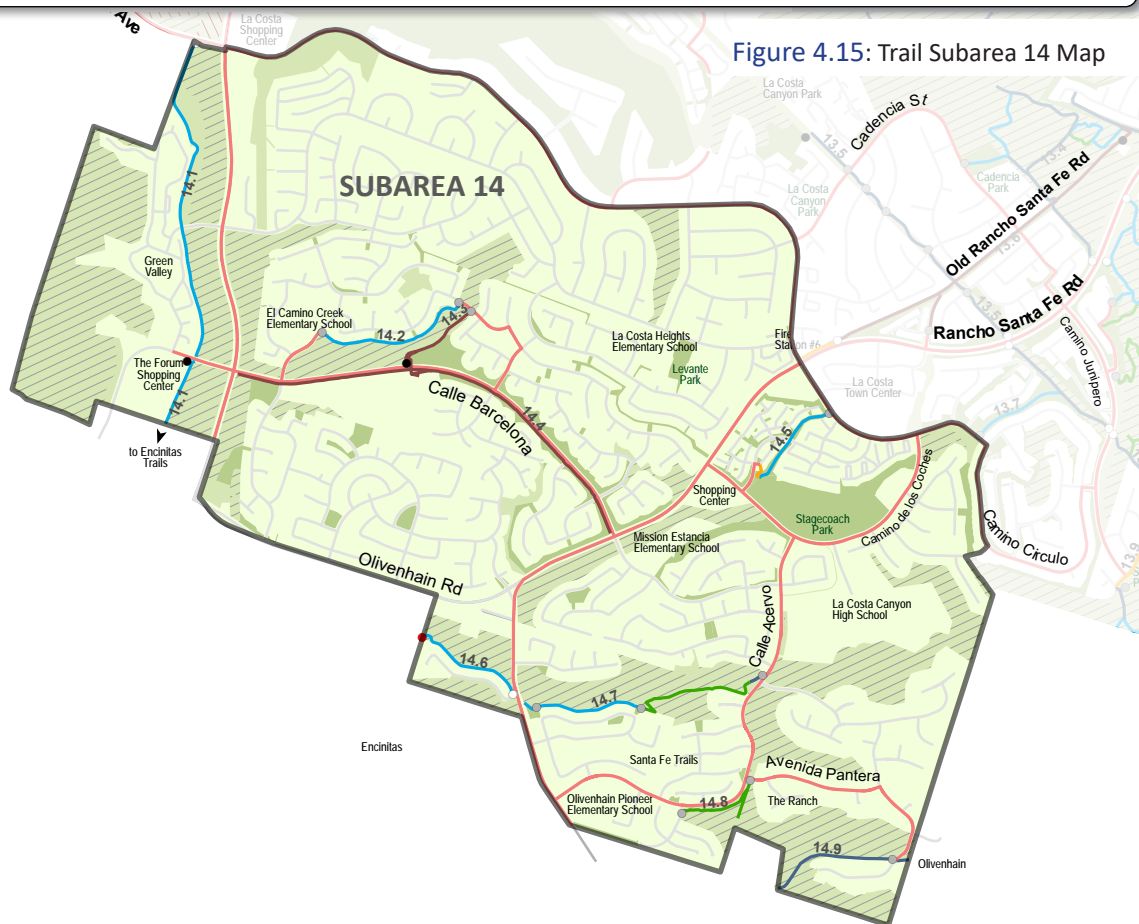 Ave
La Costa
Shopping
Center
Figure 4.15: Trail Subarea 14 Map
La Costa
Canyon Park
Cadencia St
13.5
13.4
Cadencia
Park
La Costa
Canyon
Park
Old Rancho Santa Fe Rd
13.6
SUBAREA 14
14.1
Green
Valley
El Camino Creek
Elementary School
14.2
14.3
La Costa Heights
Elementary School
Levante
Park
Fire
Station #6
Rancho Santa Fe Rd
13.5
Camino Junipero
La Costa
Town Center
13.7
The Forum
Shopping
Center
14.1
to Encinitas
Trails
Calle Barcelona
14.4
14.5
Shopping
Center
Stagecoach
Park
Camino de los Coches
Camino Circulo
13.9
Mission Estancia
Elementary School
Olivenhain Rd
Calle Acervo
La Costa Canyon
High School
14.6
14.7
Encinitas
Santa Fe Trails
Avenida Pantera
Olivenhain Pioneer
Elementary School
14.8
The Ranch
14.9
Olivenhain